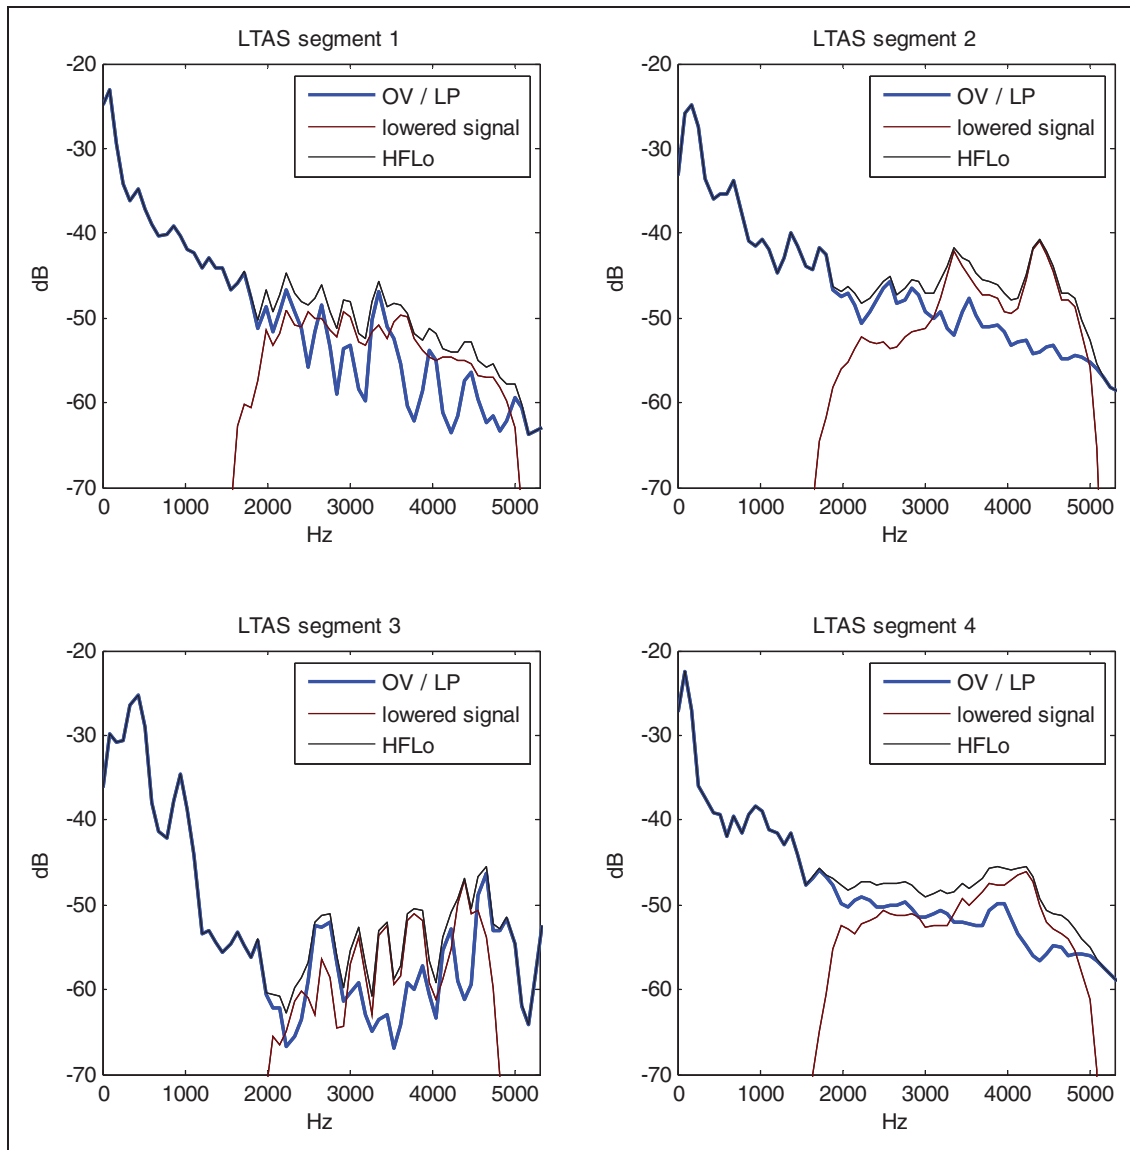 LTAS segment 1
-20
-30
-40
-50
-60
-70
dB
OV / LP
lowered signal
HFLo
0 1000 2000 3000 4000 5000
Hz
LTAS segment 2
-20
-30
-40
-50
-60
-70
dB
OV / LP
lowered signal
HFLo
0 1000 2000 3000 4000 5000
Hz
LTAS segment 3
-20
-30
-40
-50
-60
-70
dB
OV / LP
lowered signal
HFLo
0 1000 2000 3000 4000 5000
Hz
LTAS segment 4
-20
-30
-40
-50
-60
-70
dB
OV / LP
lowered signal
HFLo
0 1000 2000 3000 4000 5000
Hz